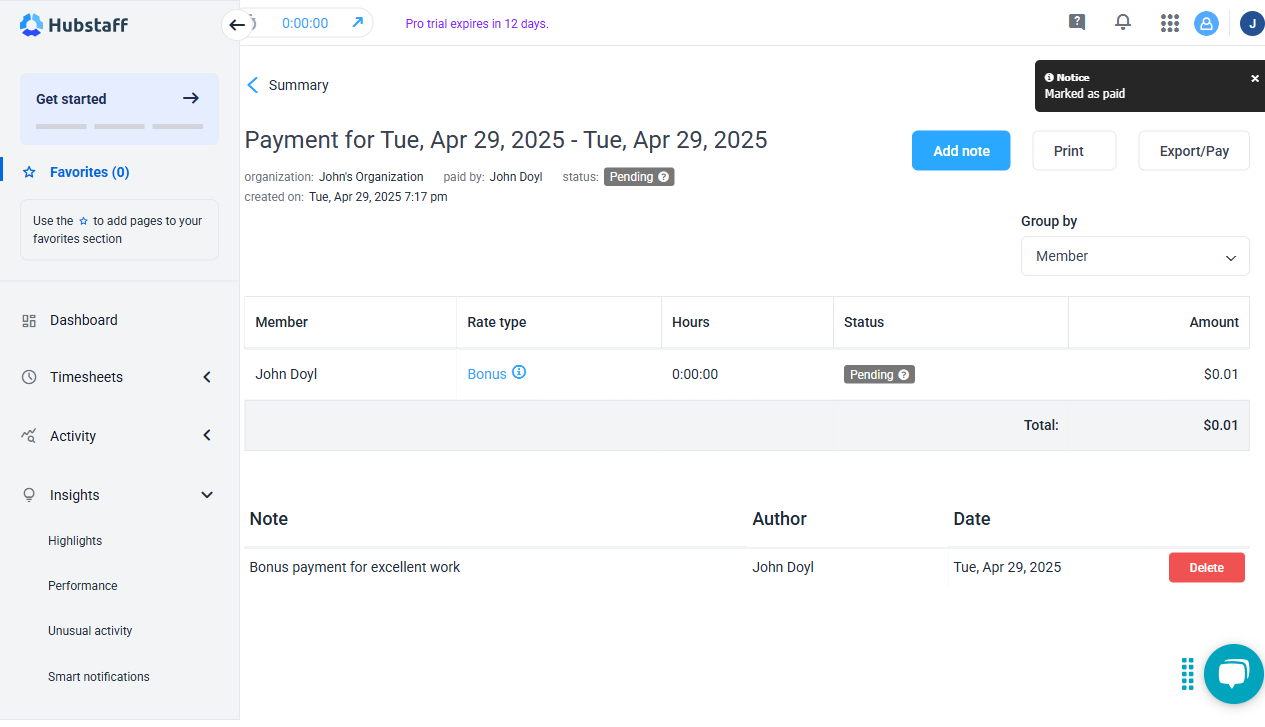 Hubstaff
0:00:00
Pro trial expires in 12 days.
?
J
Get started
Favorites (0)
Use the ☆ to add pages to your
favorites section
Dashboard
Timesheets
Activity
Insights
Highlights
Performance
Unusual activity
Smart notifications
Summary
Notice
Marked as paid
×
Payment for Tue, Apr 29, 2025 - Tue, Apr 29, 2025
Add note
Print
Export/Pay
organization: John's Organization paid by: John Doyl status: Pending ?
created on: Tue, Apr 29, 2025 7:17 pm
Group by
Member
Member Rate type Hours Status Amount
John Doyl Bonus 0:00:00 Pending ? $0.01
Total: $0.01
Note Author Date
Bonus payment for excellent work John Doyl Tue, Apr 29, 2025 Delete